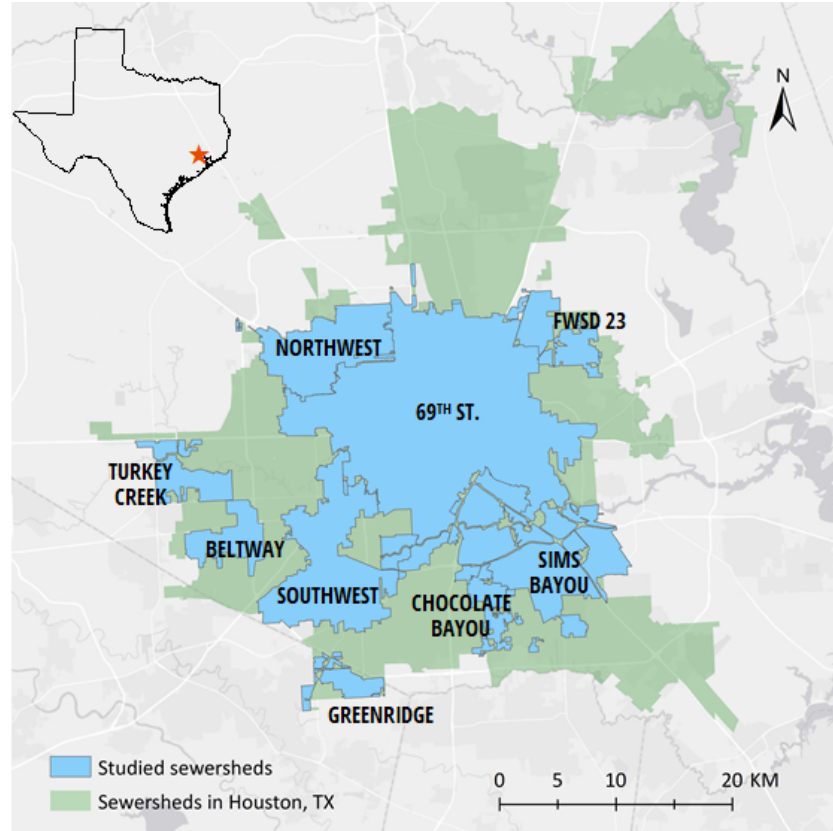 N
FWSD 23
NORTHWEST
69TH ST.
TURKEY
CREEK
BELTWAY
SIMS
BAYOU
SOUTHWEST
CHOCOLATE
BAYOU
GREENRIDGE
Studied sewersheds
Sewersheds in Houston, TX
0 5 10 20 KM